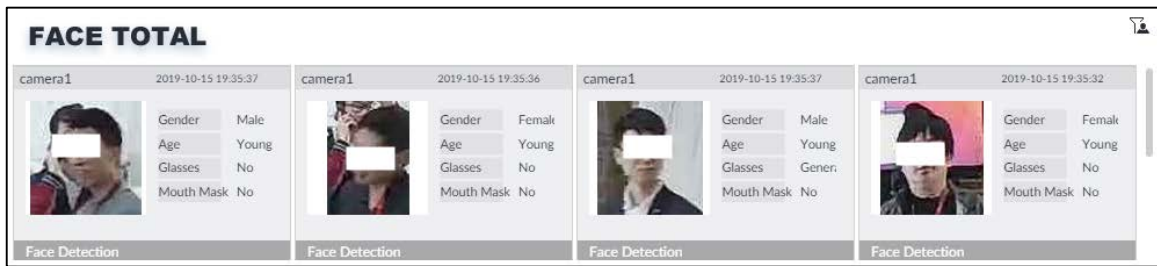 FACE TOTAL
camera1 2019-10-15 19:35:37
Gender Male
Age Young
Glasses No
Mouth Mask No
Face Detection
camera1 2019-10-15 19:35:36
Gender Femal
Age Young
Glasses No
Mouth Mask No
Face Detection
camera1 2019-10-15 19:35:37
Gender Male
Age Young
Glasses Gener
Mouth Mask No
Face Detection
camera1 2019-10-15 19:35:32
Gender Femal
Age Young
Glasses No
Mouth Mask No
Face Detection